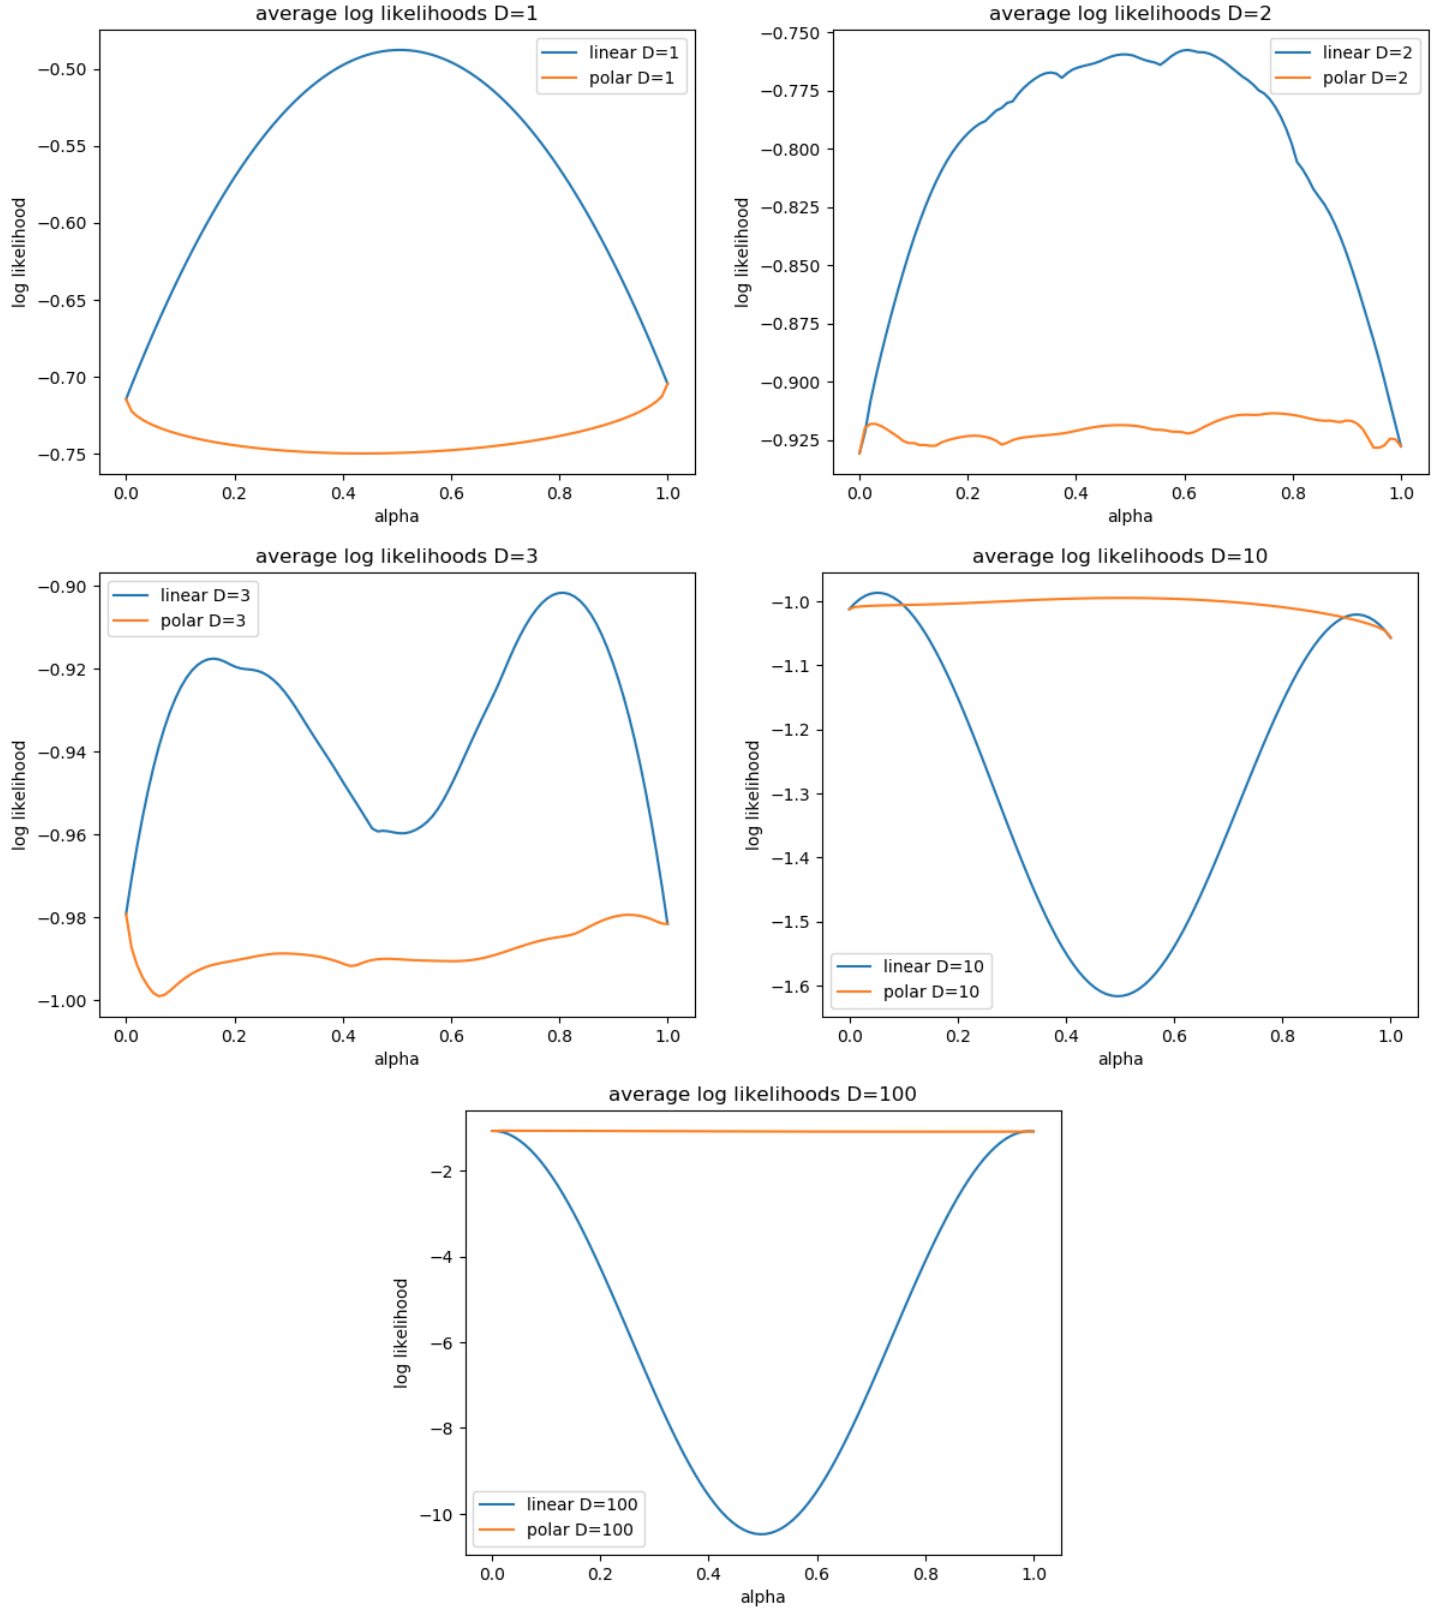 average log likelihoods D=1
linear D=1
polar D=1
−0.50
−0.55
−0.60
−0.65
−0.70
−0.75
log likelihood
0.0 0.2 0.4 0.6 0.8 1.0
alpha
average log likelihoods D=2
linear D=2
polar D=2
−0.750
−0.775
−0.800
−0.825
−0.850
−0.875
−0.900
−0.925
log likelihood
0.0 0.2 0.4 0.6 0.8 1.0
alpha
average log likelihoods D=3
linear D=3
polar D=3
−0.90
−0.92
−0.94
−0.96
−0.98
−1.00
log likelihood
0.0 0.2 0.4 0.6 0.8 1.0
alpha
average log likelihoods D=10
−1.0
−1.1
−1.2
−1.3
−1.4
−1.5
−1.6
log likelihood
linear D=10
polar D=10
0.0 0.2 0.4 0.6 0.8 1.0
alpha
average log likelihoods D=100
−2
−4
−6
−8
−10
log likelihood
linear D=100
polar D=100
0.0 0.2 0.4 0.6 0.8 1.0
alpha